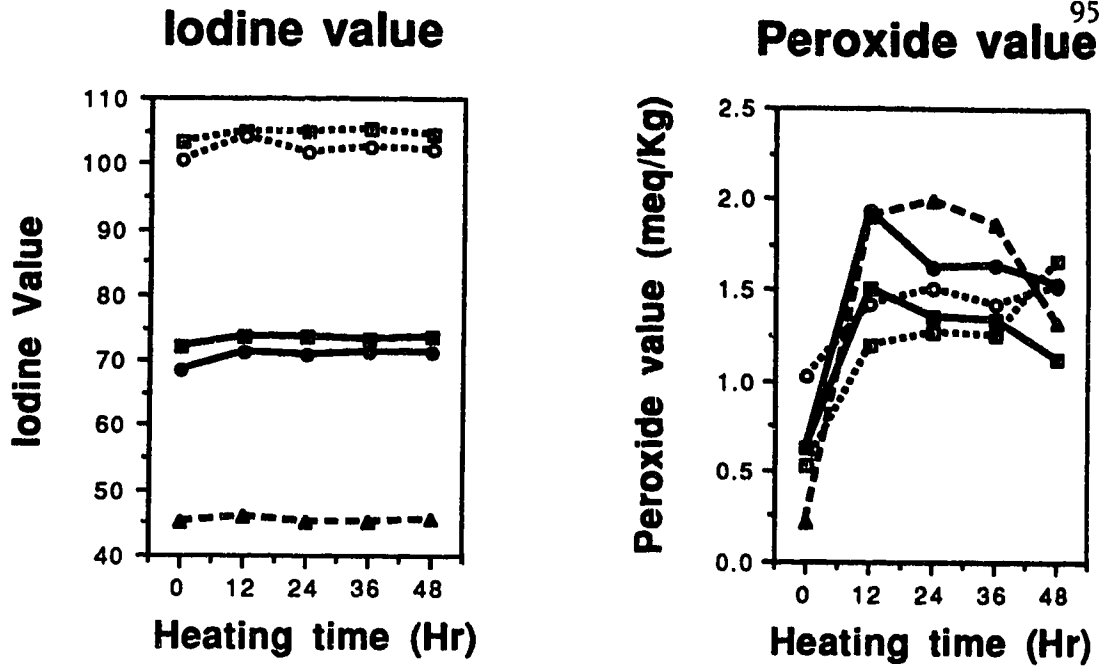 95
Iodine value
110
100
90
80
70
60
50
40
Iodine Value
0 12 24 36 48
Heating time (Hr)
Peroxide value
2.5
2.0
1.5
1.0
0.5
0.0
Peroxide value (meq/Kg)
0 12 24 36 48
Heating time (Hr)